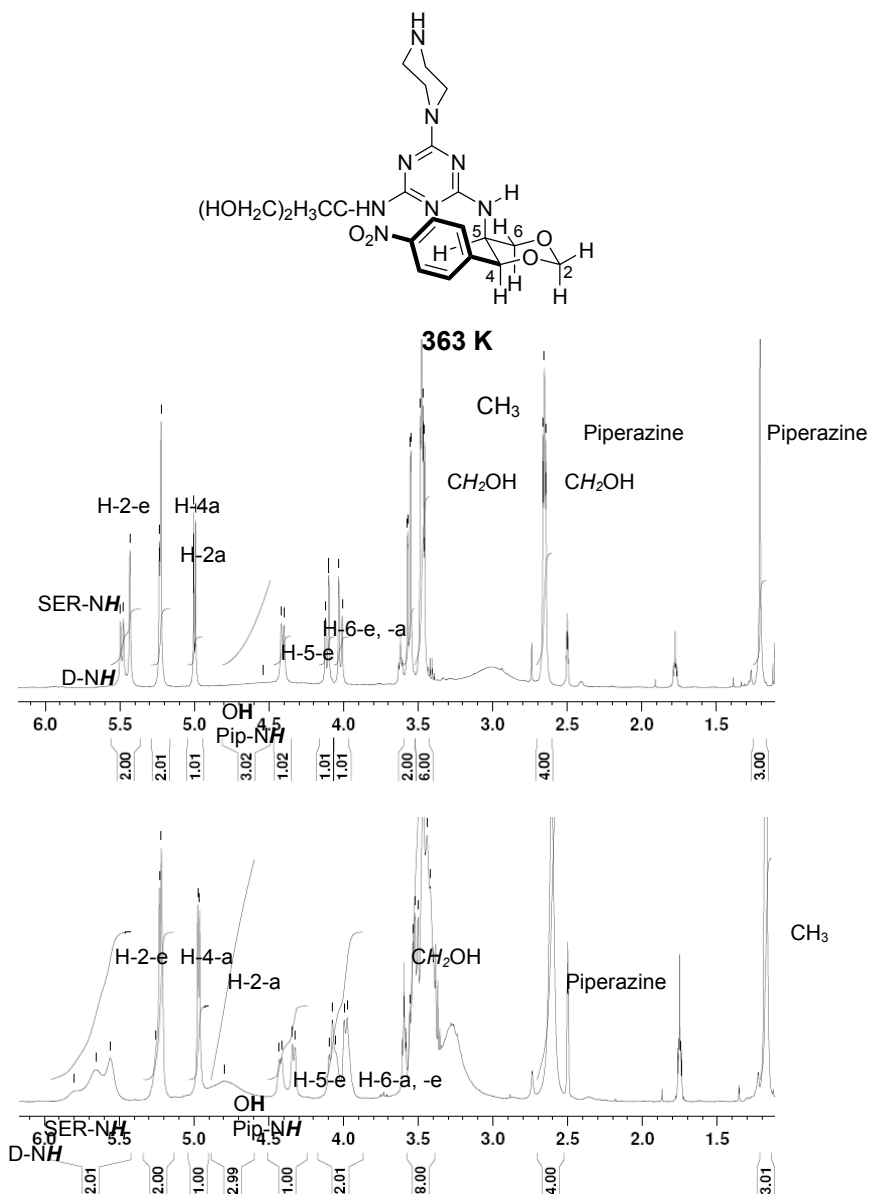 H
N
N
N N
(HOH₂C)₂H₃CC-HN N N H
O₂N H 5 H 6 O H
H 4 O 2
H H H
363 K
CH₃
Piperazine Piperazine
CH₂OH CH₂OH
H-2-e H-4a
H-2a
SER-NH
H-6-e, -a
H-5-e
D-NH
OH
Pip-NH
6.0 5.5 5.0 4.5 4.0 3.5 3.0 2.5 2.0 1.5
2.00 2.01 1.01 3.02 1.02 1.01 1.01 2.00 6.00 4.00 3.00
CH₃
H-2-e H-4-a CH₂OH
H-2-a Piperazine
H-5-e H-6-a, -e
OH
6.0 5.5 5.0 4.5 4.0 3.5 3.0 2.5 2.0 1.5
SER-NH Pip-NH
D-NH
2.01 2.00 1.00 2.99 1.00 2.01 8.00 4.00 3.01